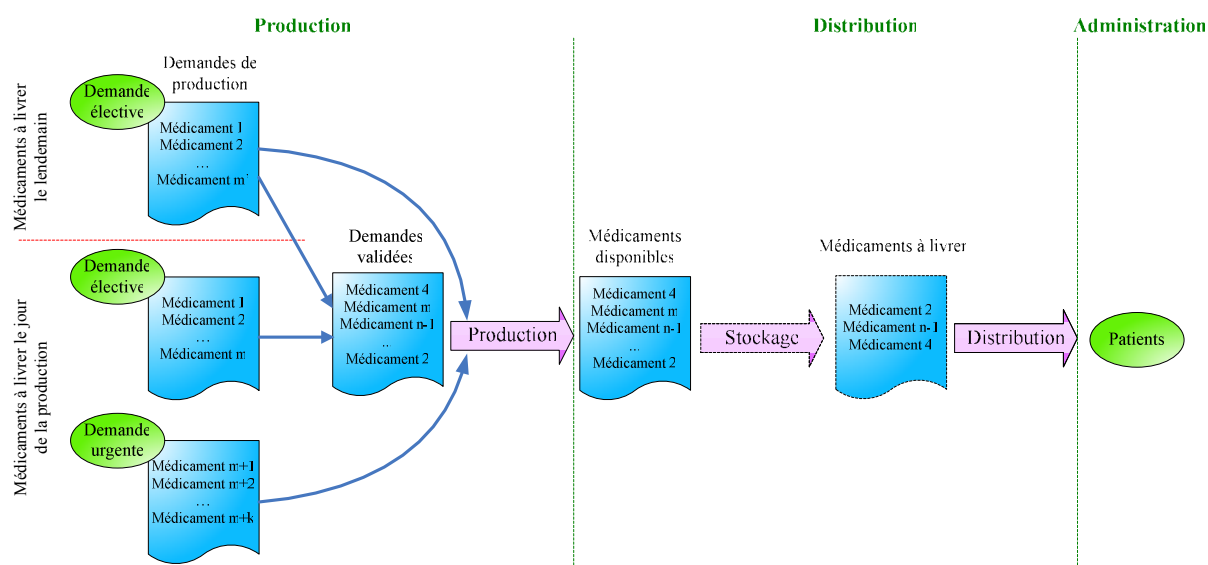 Production
Distribution
Administration
Médicaments à livrer
le lendemain
Demandes de
production
Demande
élective
Médicament 1
Médicament 2
...
Médicament m'
Médicaments à livrer le jour
de la production
Demande
élective
Médicament 1
Médicament 2
...
Médicament m
Demande
urgente
Médicament m+1
Médicament m+2
...
Médicament m+k
Demandes
validées
Médicament 4
Médicament m
Médicament n-1
..
Médicament 2
Production
Médicaments
disponibles
Médicament 4
Médicament m
Médicament n-1
...
Médicament 2
Stockage
Médicaments à livrer
Médicament 2
Médicament n-1
Médicament 4
Distribution
Patients